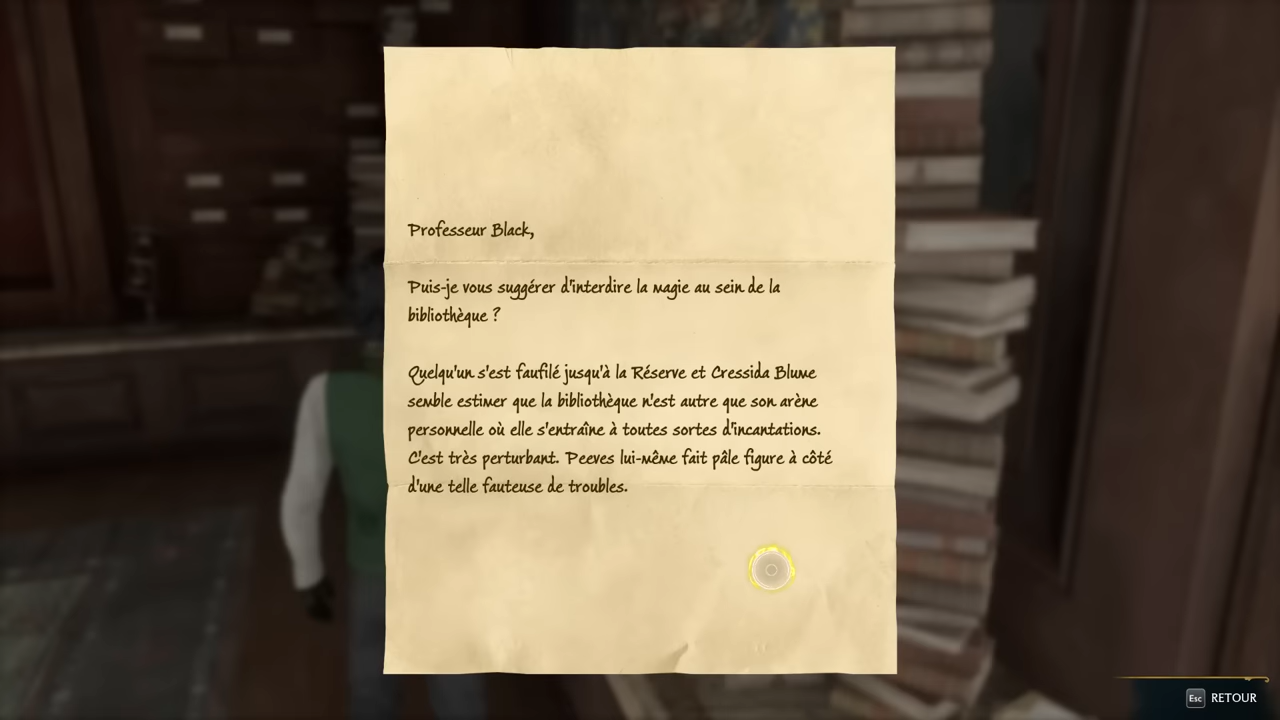 Professeur Black,
Puis-je vous suggérer d'interdire la magie au sein de la
bibliothèque ?
Quelqu'un s'est faufilé jusqu'à la Réserve et Cressida Blume
semble estimer que la bibliothèque n'est autre que son arène
personnelle où elle s'entraîne à toutes sortes d'incantations.
C'est très perturbant. Peeves lui-même fait pâle figure à côté
d'une telle fauteuse de troubles.
Esc RETOUR